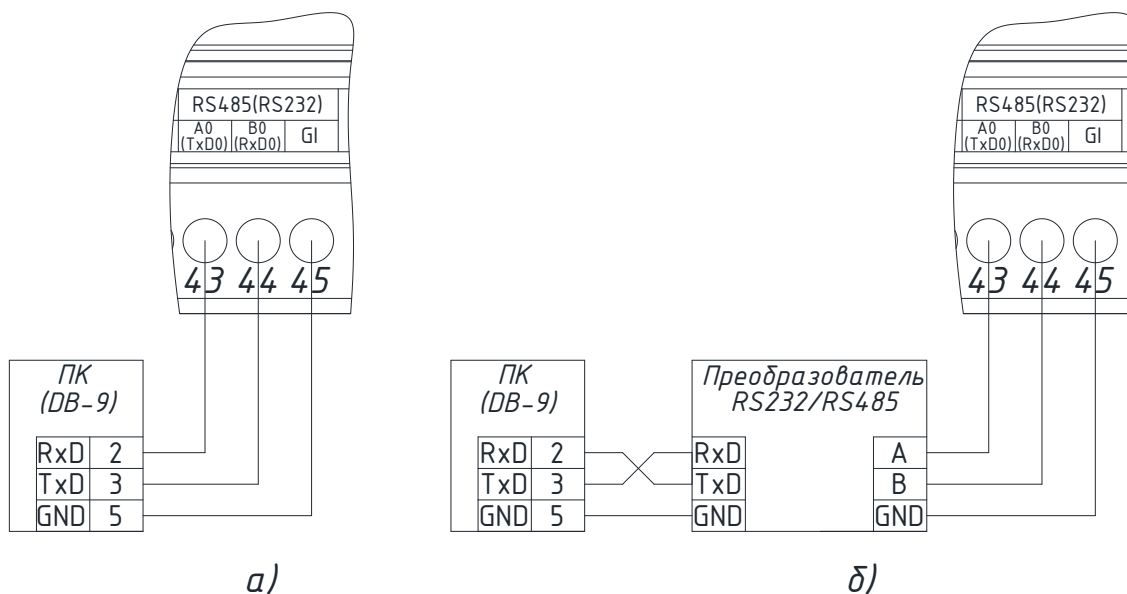 RS485(RS232)
A0 (TxD0)
B0 (RxD0)
GI
43 44 45
ПК
(DB-9)
RxD 2
TxD 3
GND 5
а)
RS485(RS232)
A0 (TxD0)
B0 (RxD0)
GI
43 44 45
ПК
(DB-9)
RxD 2
TxD 3
GND 5
Преобразователь
RS232/RS485
RxD
TxD
GND
A
B
GND
б)